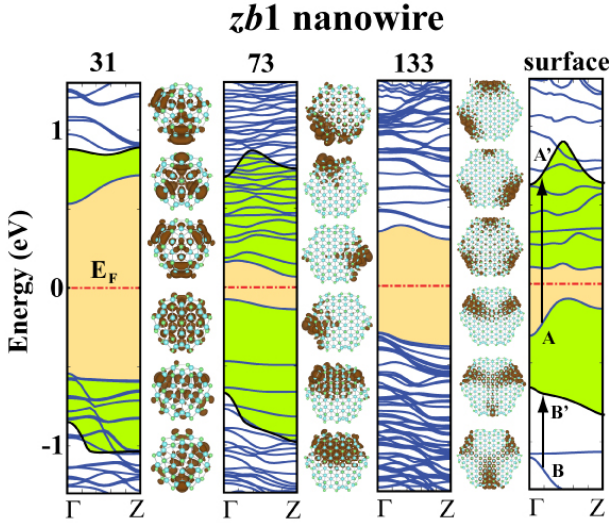 zb1 nanowire
31 73 133 surface
Energy (eV)
1
0
-1
E_F
A'
A
B'
B
Γ Z Γ Z Γ Z Γ Z